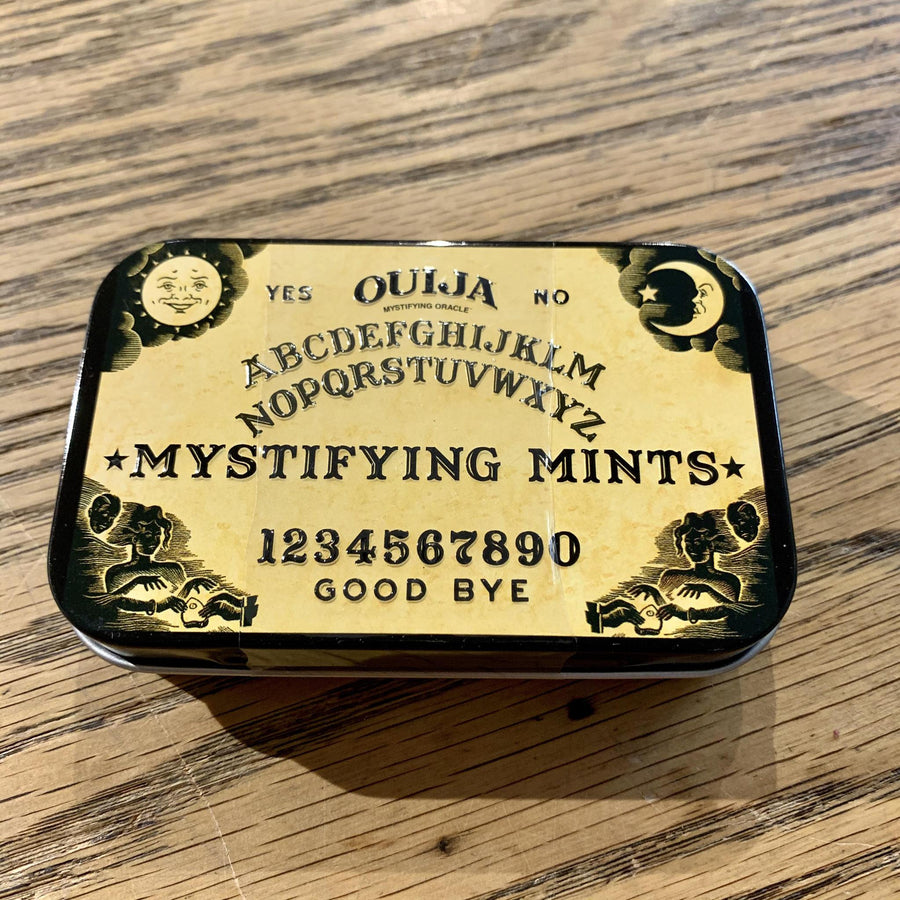 YES OUIJA NO
MYSTIFYING ORACLE
ABCDEFGHIJKLM
NOPQRSTUVWXYZ
★MYSTIFYING MINTS★
1234567890
GOOD BYE